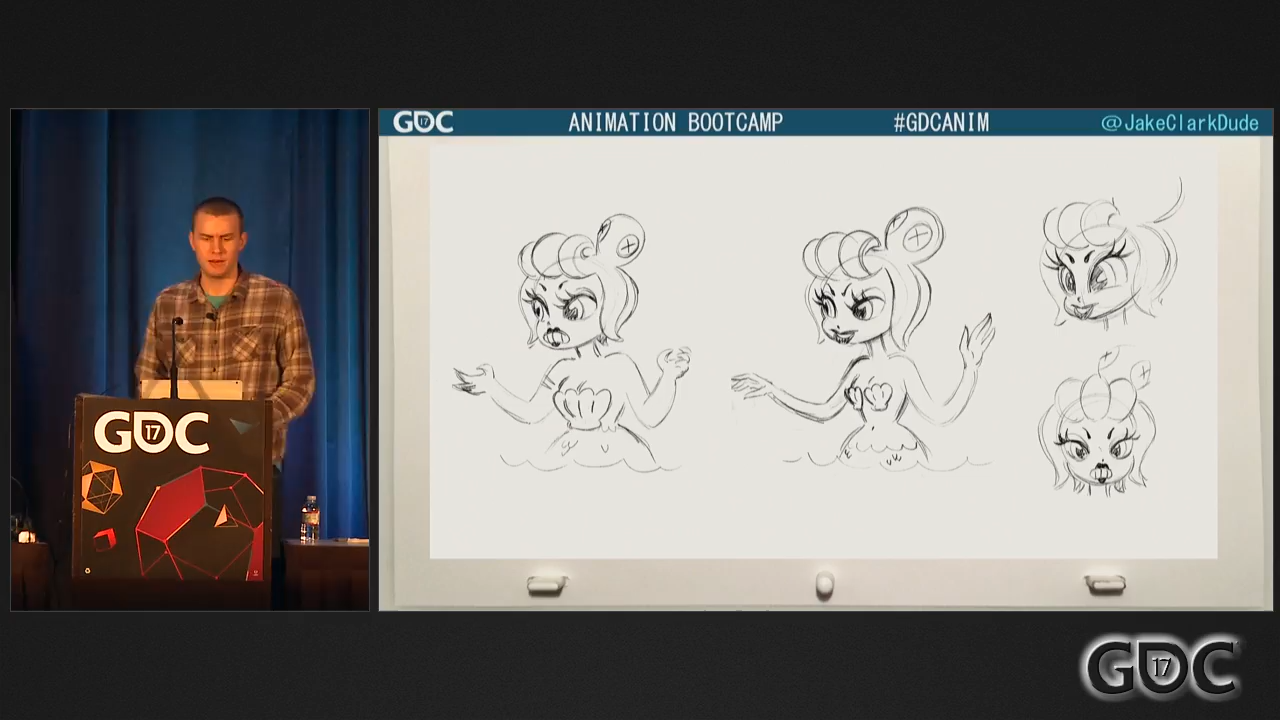 GDC 17
ANIMATION BOOTCAMP
#GDCANIM
@JakeClarkDude
GDC 17
GDC 17